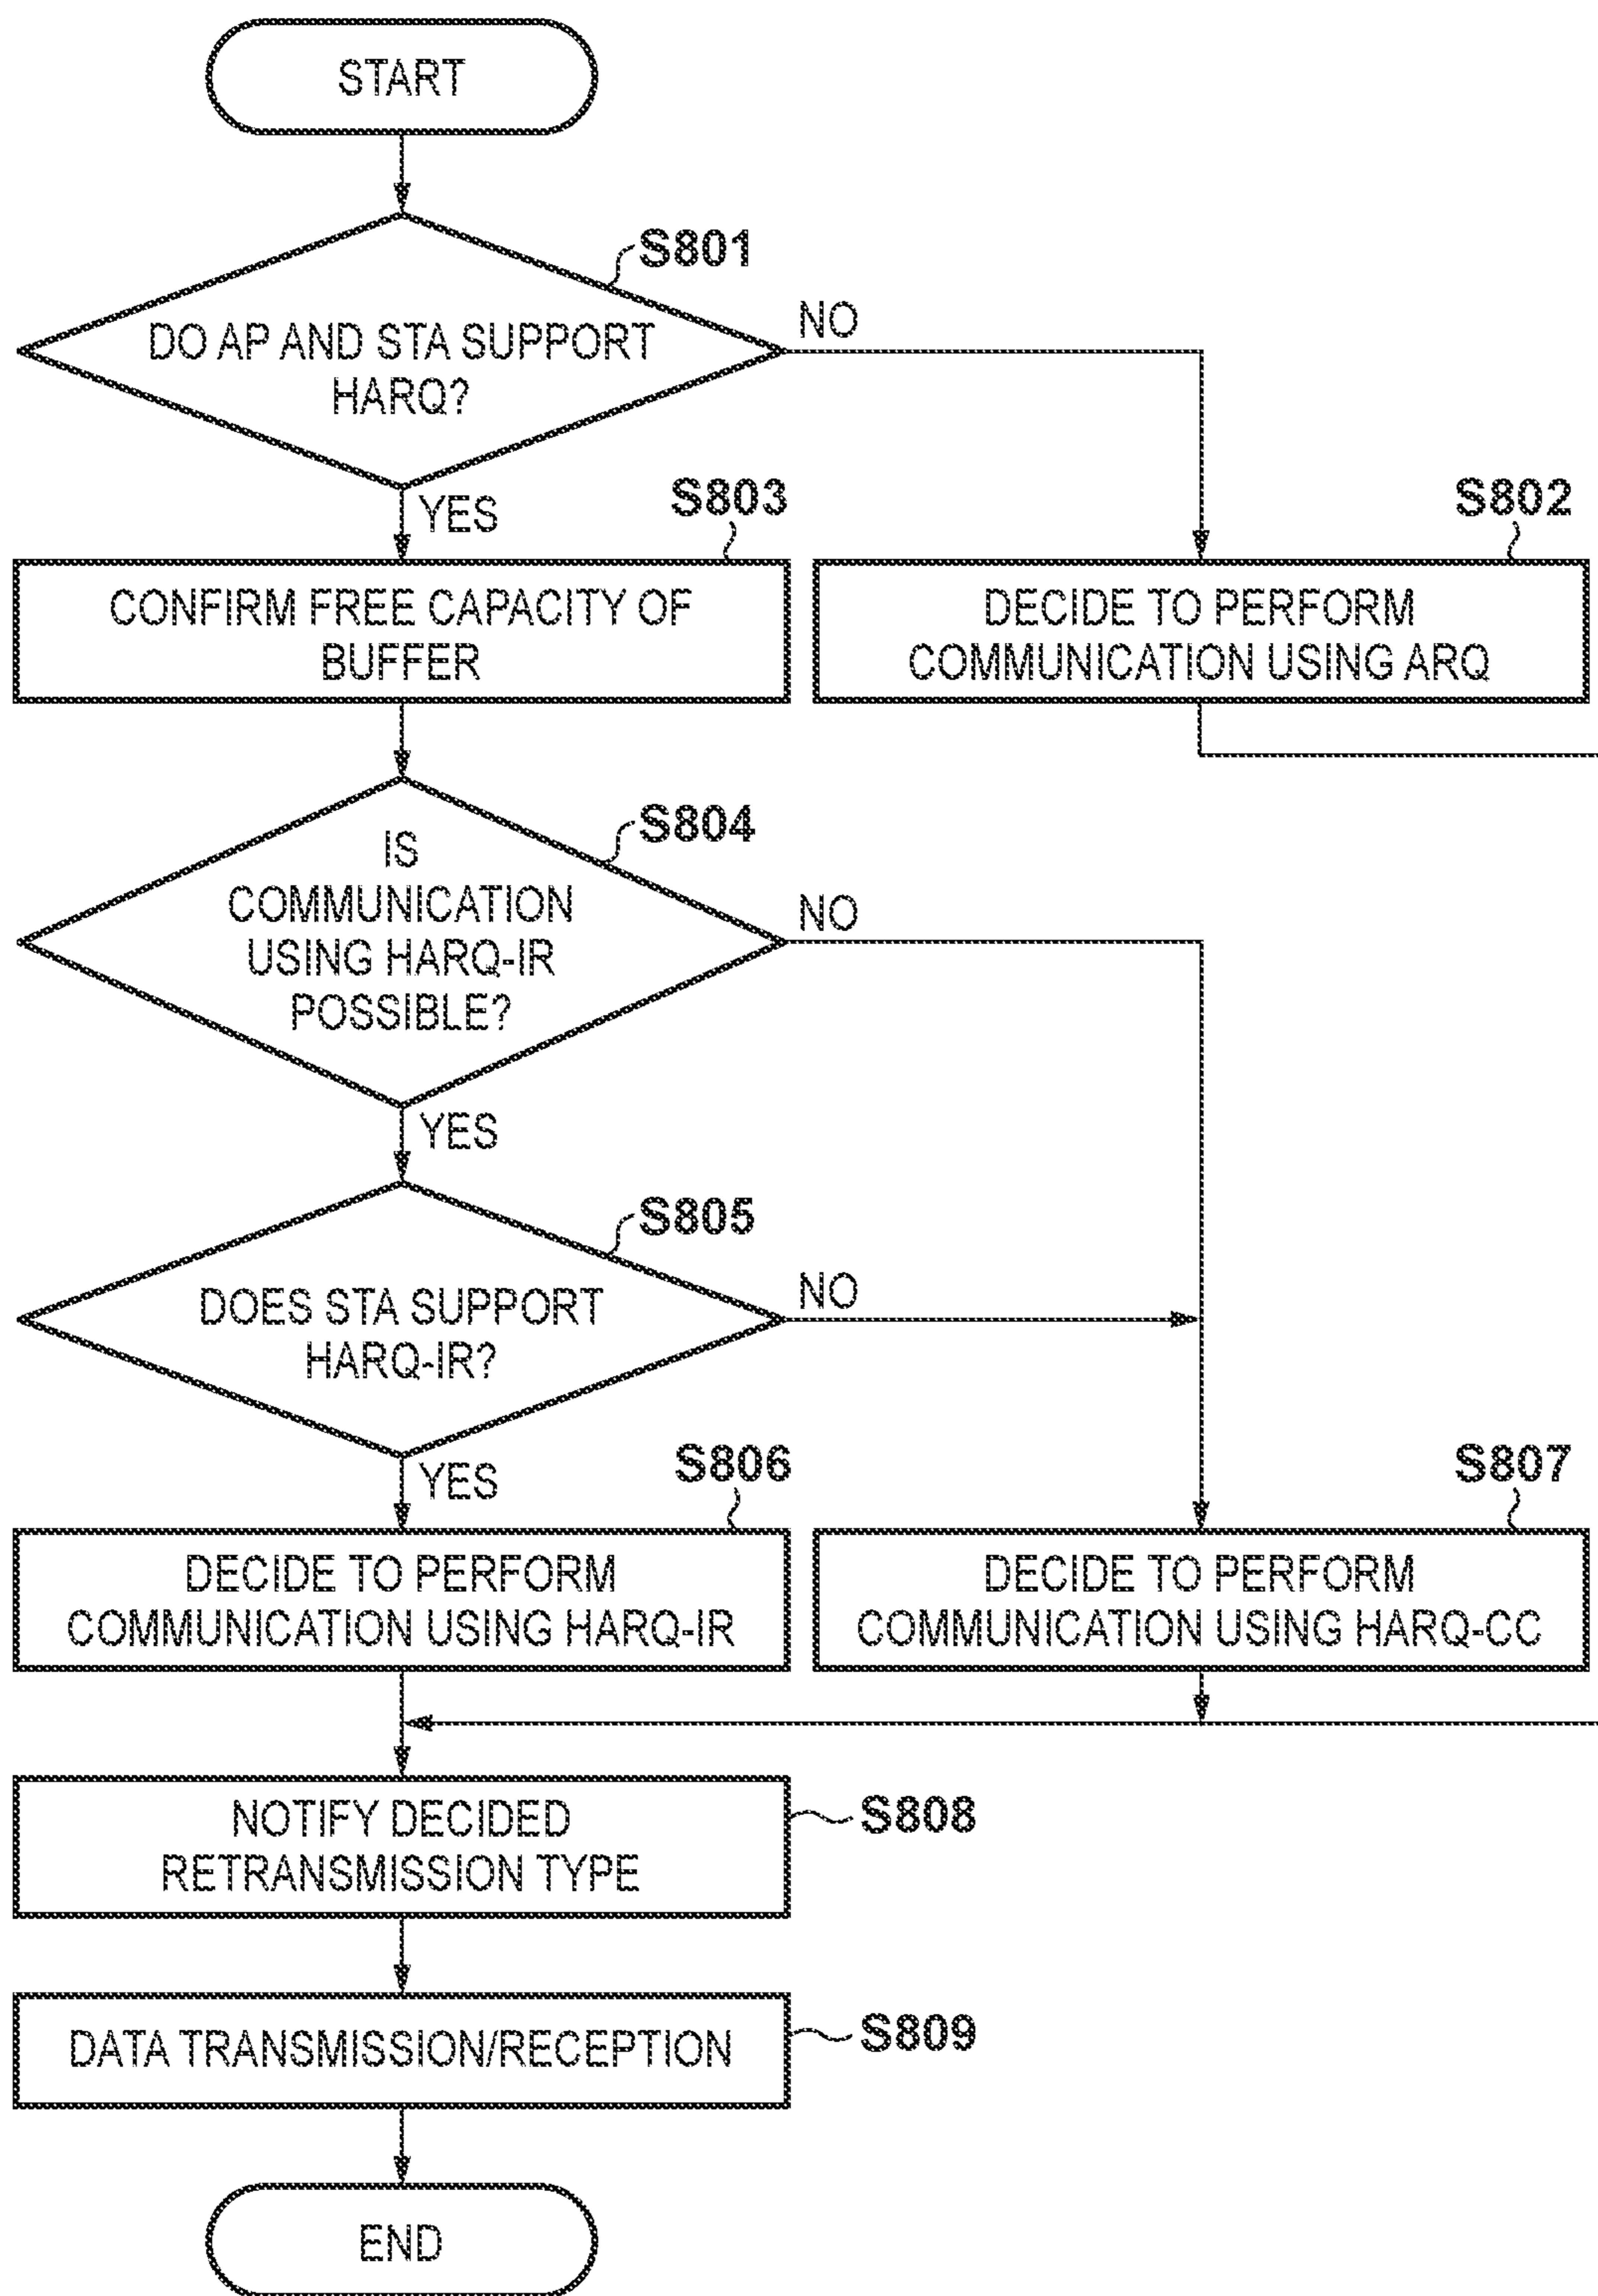 START
S801
DO AP AND STA SUPPORT
HARQ?
NO
YES
S803
CONFIRM FREE CAPACITY OF
BUFFER
S802
DECIDE TO PERFORM
COMMUNICATION USING ARQ
S804
IS
COMMUNICATION
USING HARQ-IR
POSSIBLE?
NO
YES
S805
DOES STA SUPPORT
HARQ-IR?
NO
YES
S806
DECIDE TO PERFORM
COMMUNICATION USING HARQ-IR
S807
DECIDE TO PERFORM
COMMUNICATION USING HARQ-CC
NOTIFY DECIDED
RETRANSMISSION TYPE
S808
DATA TRANSMISSION/RECEPTION
S809
END